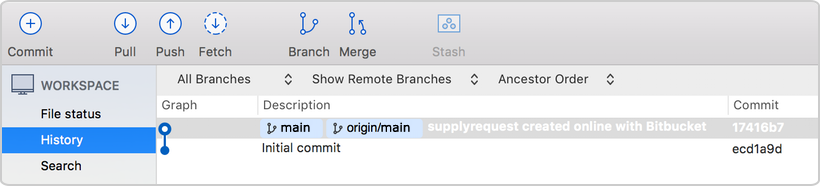 Commit Pull Push Fetch Branch Merge Stash
WORKSPACE All Branches Show Remote Branches Ancestor Order
File status Graph Description Commit
History main origin/main supplyrequest created online with Bitbucket 17416b7
Initial commit ecd1a9d
Search